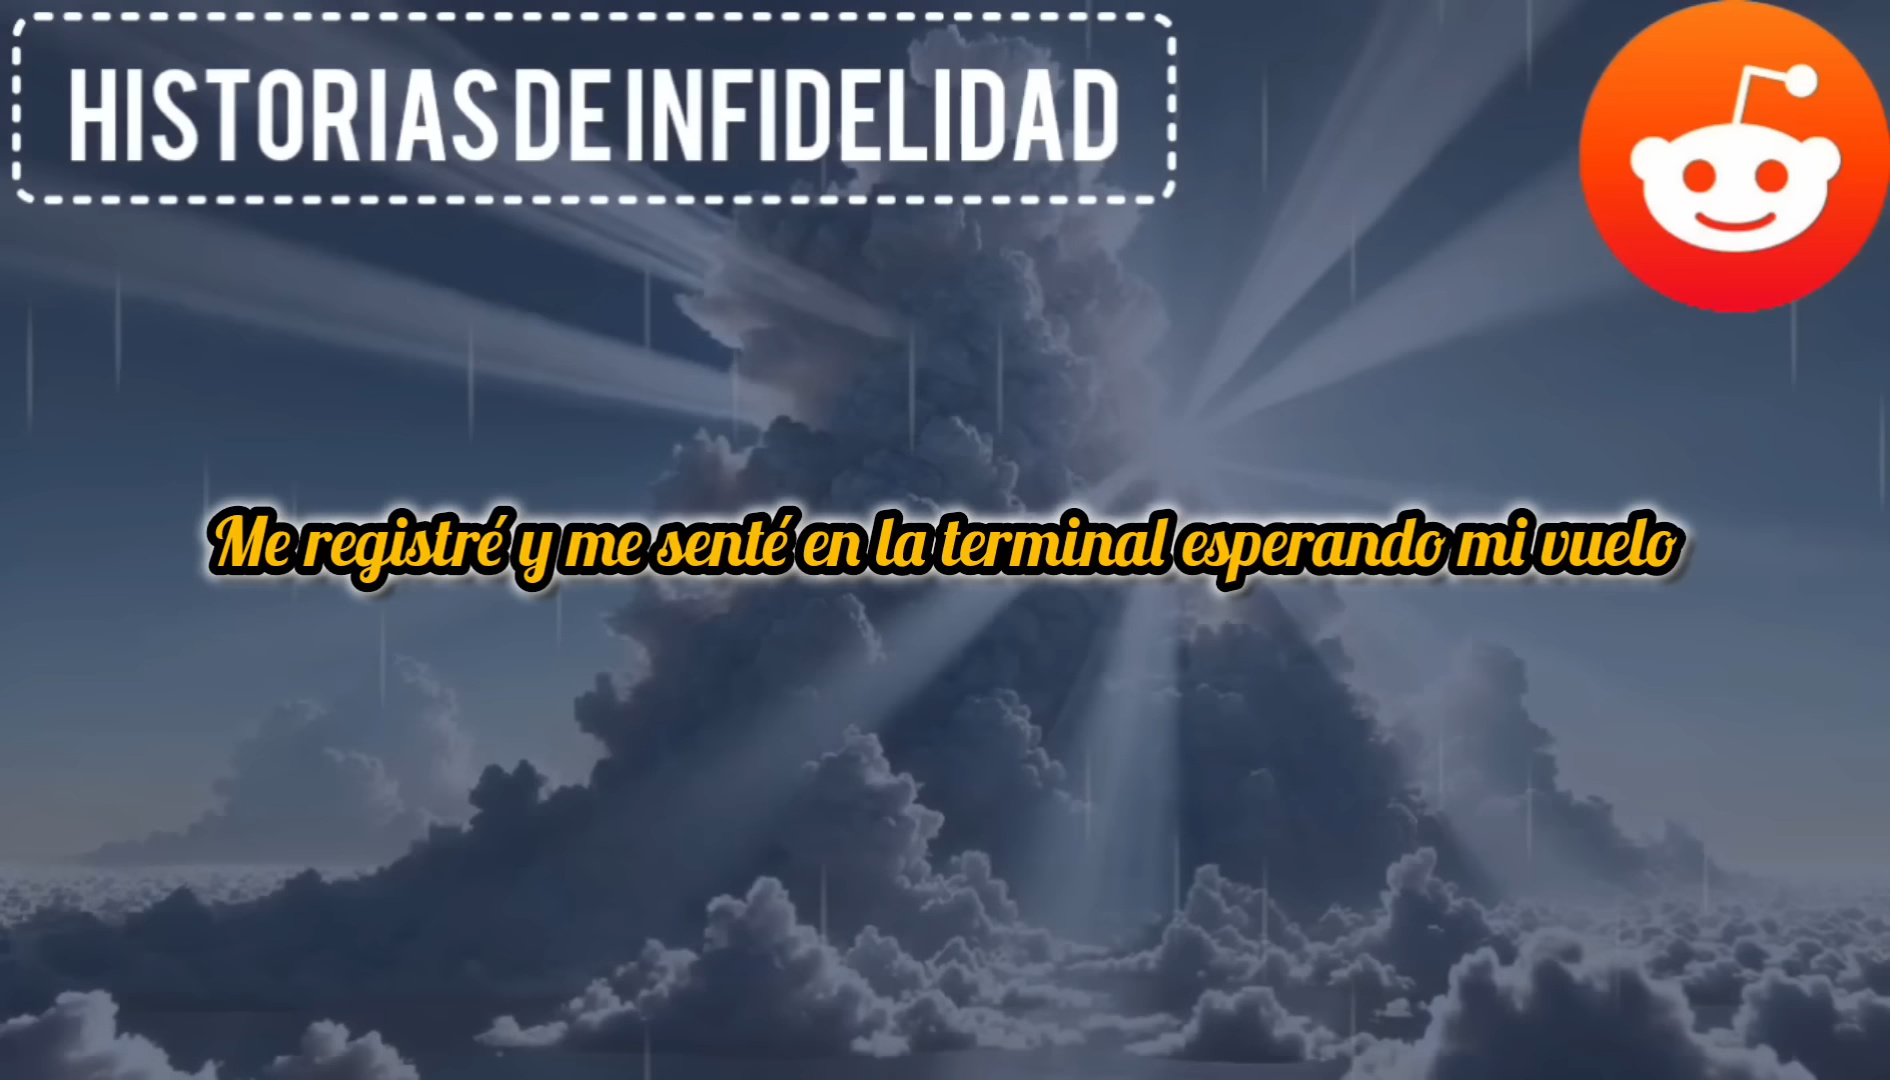 HISTORIAS DE INFIDELIDAD
Me registré y me senté en la terminal esperando mi vuelo